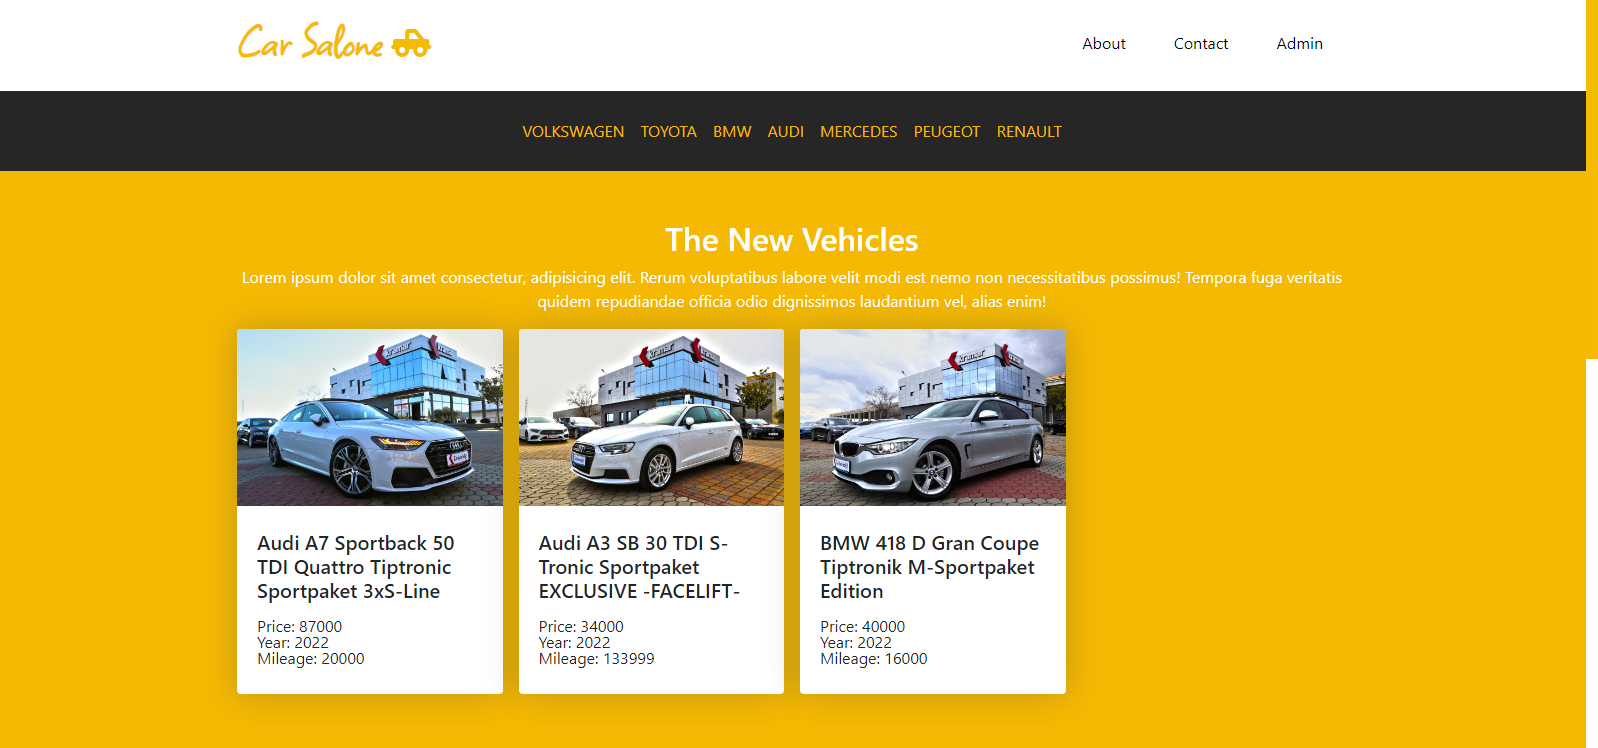 Car Salone
About Contact Admin
VOLKSWAGEN TOYOTA BMW AUDI MERCEDES PEUGEOT RENAULT
The New Vehicles
Lorem ipsum dolor sit amet consectetur, adipisicing elit. Rerum voluptatibus labore velit modi est nemo non necessitatibus possimus! Tempora fuga veritatis
quidem repudiandae officia odio dignissimos laudantium vel, alias enim!
Audi A7 Sportback 50
TDI Quattro Tiptronic
Sportpaket 3xS-Line
Price: 87000
Year: 2022
Mileage: 20000
Audi A3 SB 30 TDI S-
Tronic Sportpaket
EXCLUSIVE -FACELIFT-
Price: 34000
Year: 2022
Mileage: 133999
BMW 418 D Gran Coupe
Tiptronik M-Sportpaket
Edition
Price: 40000
Year: 2022
Mileage: 16000